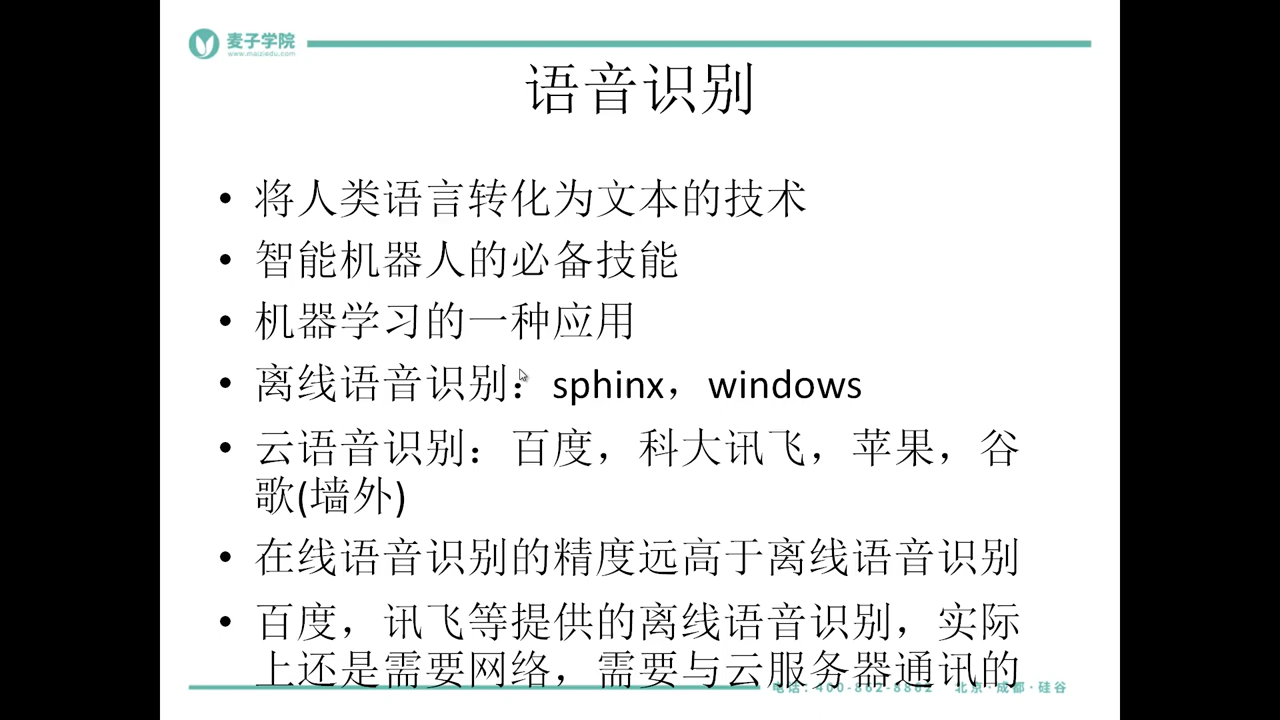 麦子学院
www.maiziedu.com
语音识别
• 将人类语言转化为文本的技术
• 智能机器人的必备技能
• 机器学习的一种应用
• 离线语音识别：sphinx，windows
• 云语音识别：百度，科大讯飞，苹果，谷
歌(墙外)
• 在线语音识别的精度远高于离线语音识别
• 百度，讯飞等提供的离线语音识别，实际
上还是需要网络，需要与云服务器通讯的
电话：400-862-8862 北京·成都·硅谷